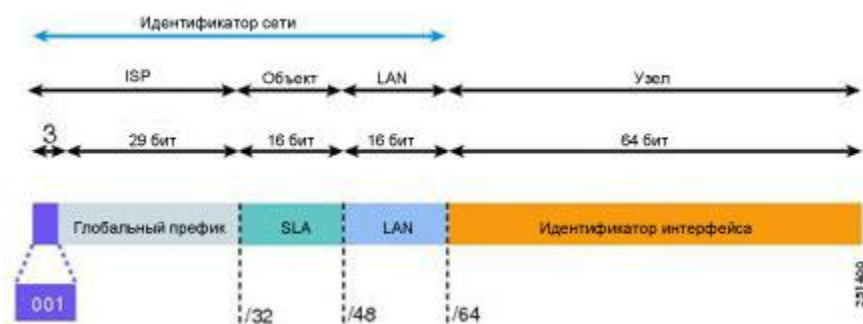 Идентификатор сети
ISP Объект LAN Узел
3 29 бит 16 бит 16 бит 64 бит
Глобальный префик SLA LAN Идентификатор интерфейса
001
/32 /48 /64